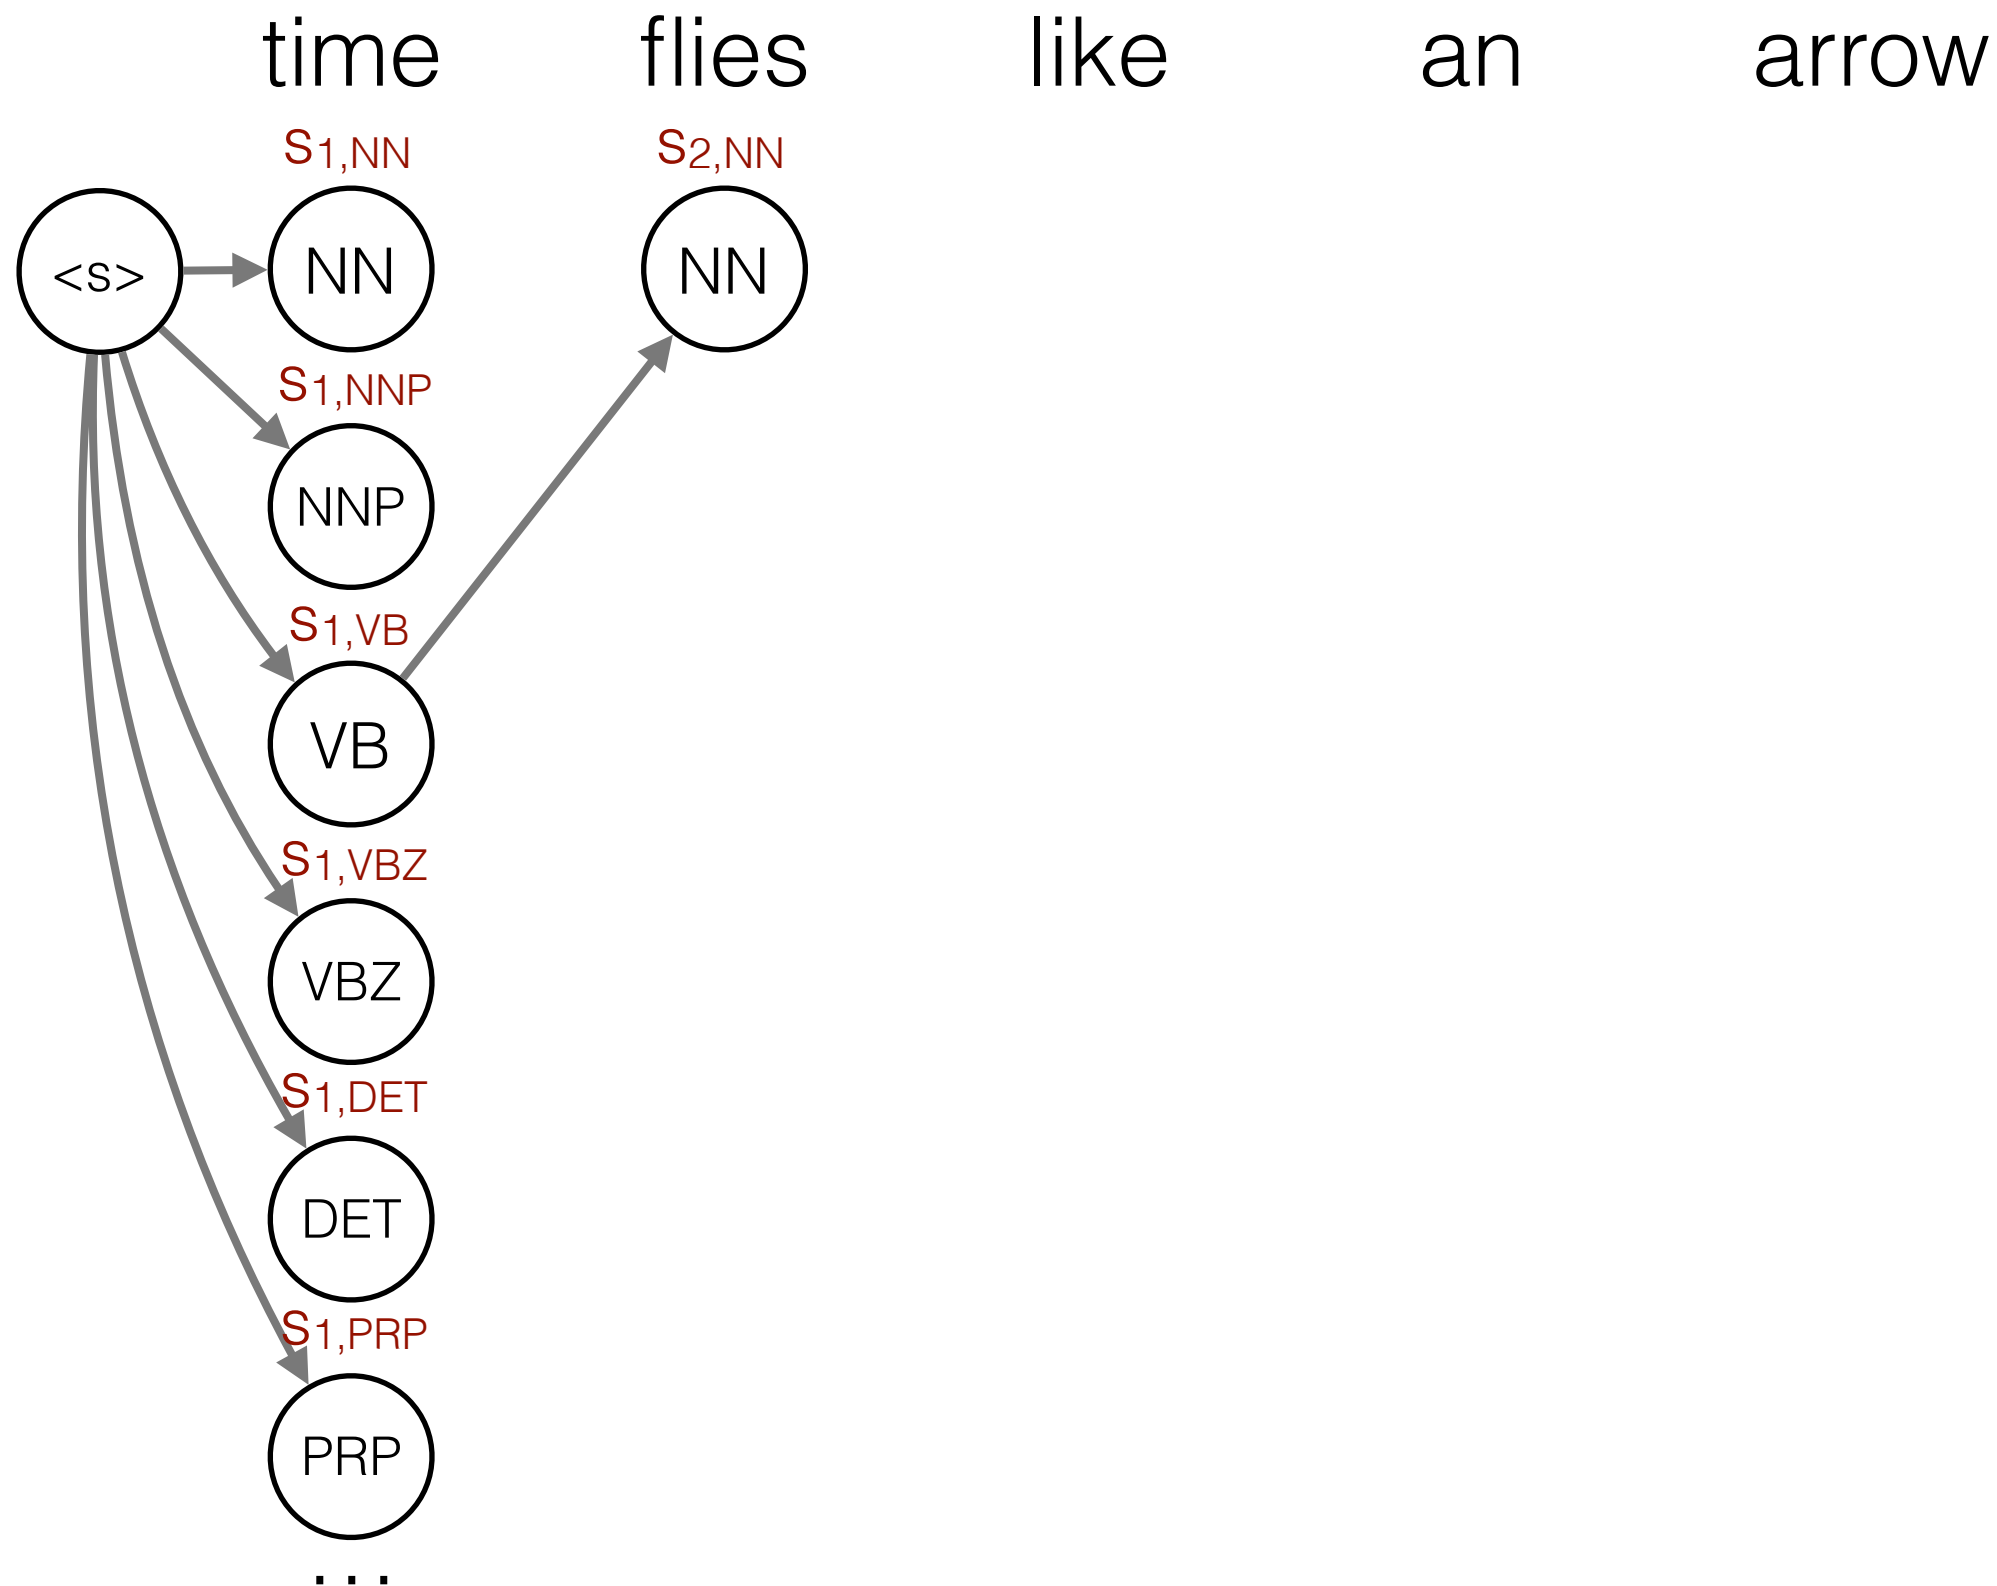 time flies like an arrow
s1,NN s2,NN
<s> NN NN
s1,NNP
NNP
s1,VB
VB
s1,VBZ
VBZ
s1,DET
DET
s1,PRP
PRP
...